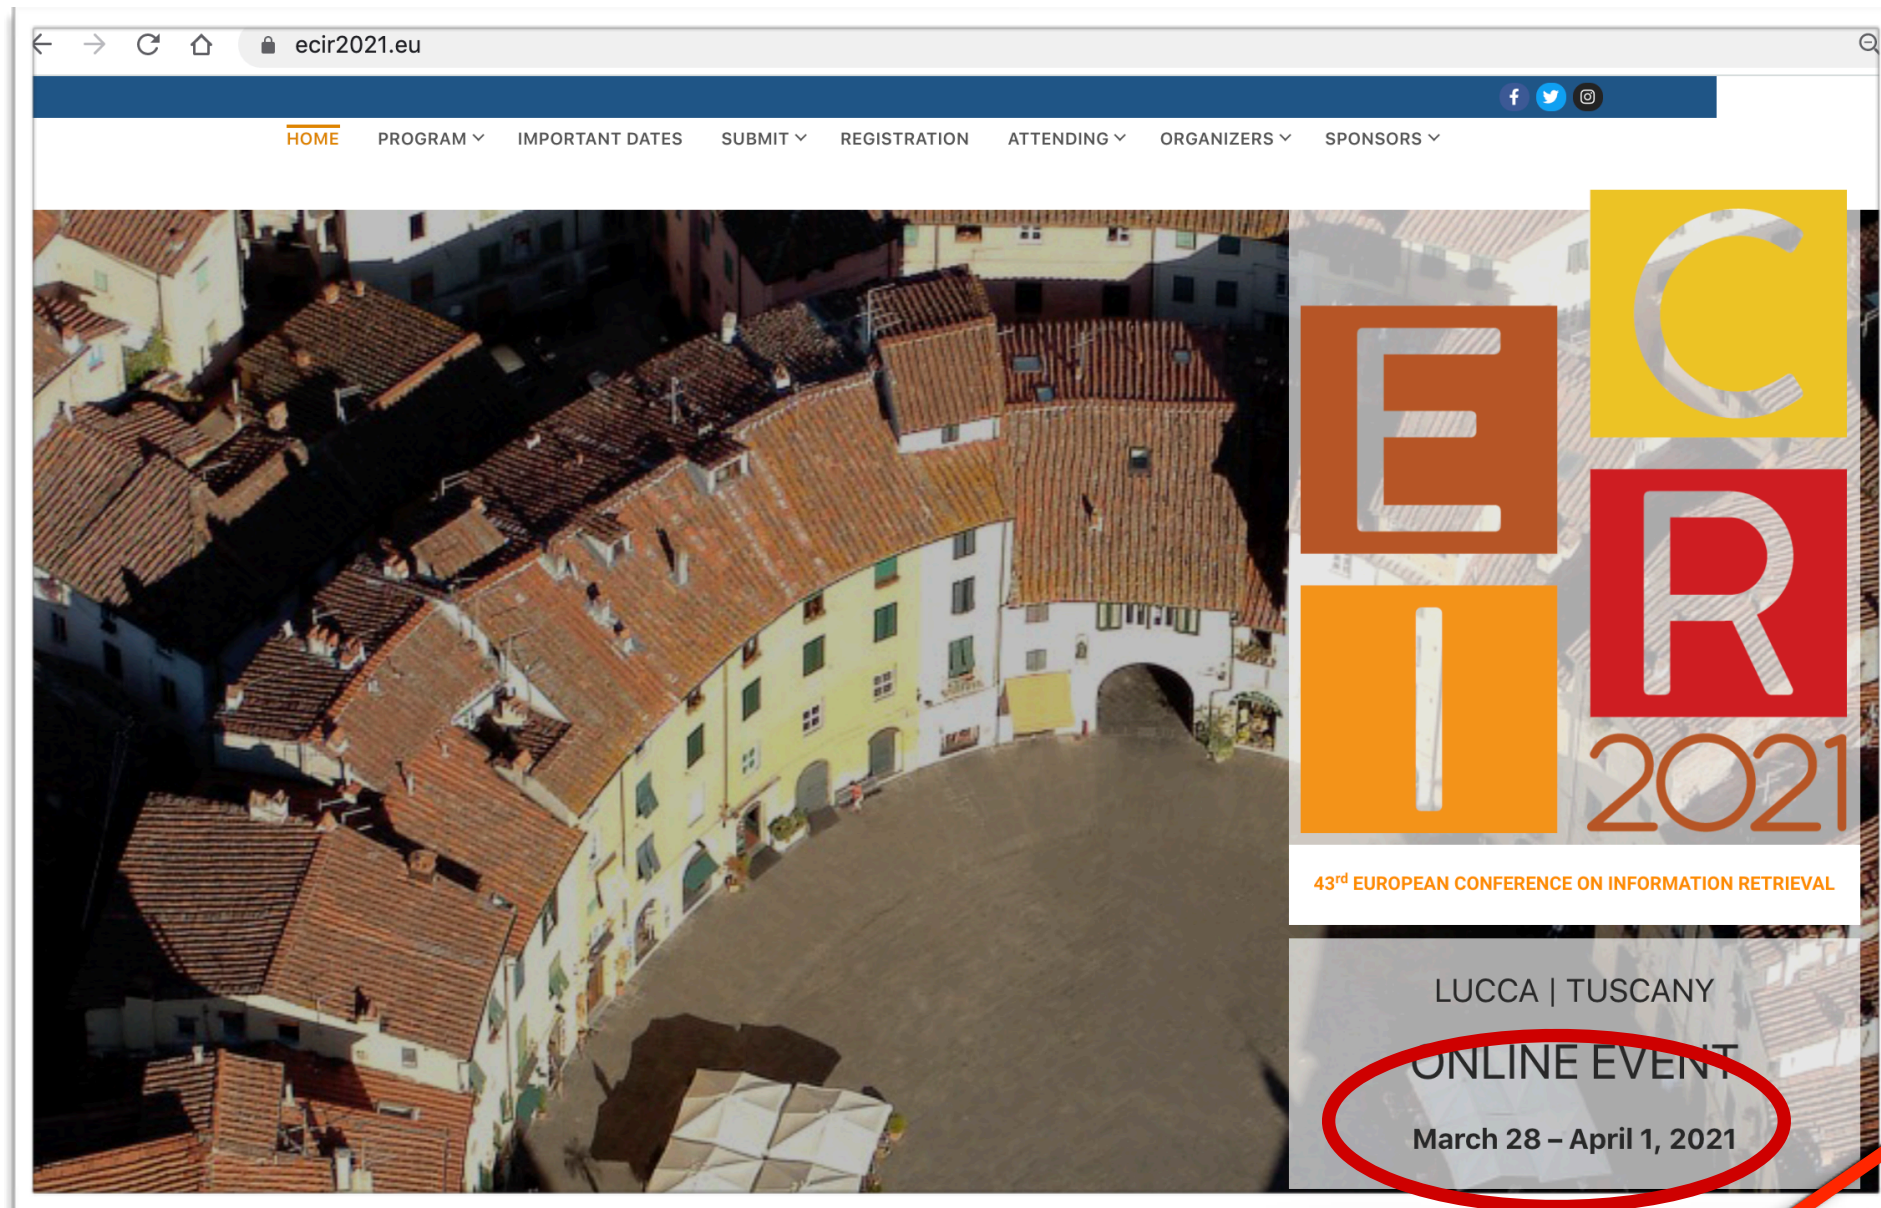 ecir2021.eu
HOME PROGRAM IMPORTANT DATES SUBMIT REGISTRATION ATTENDING ORGANIZERS SPONSORS
E C
I R
2021
43rd EUROPEAN CONFERENCE ON INFORMATION RETRIEVAL
LUCCA | TUSCANY
ONLINE EVENT
March 28 – April 1, 2021